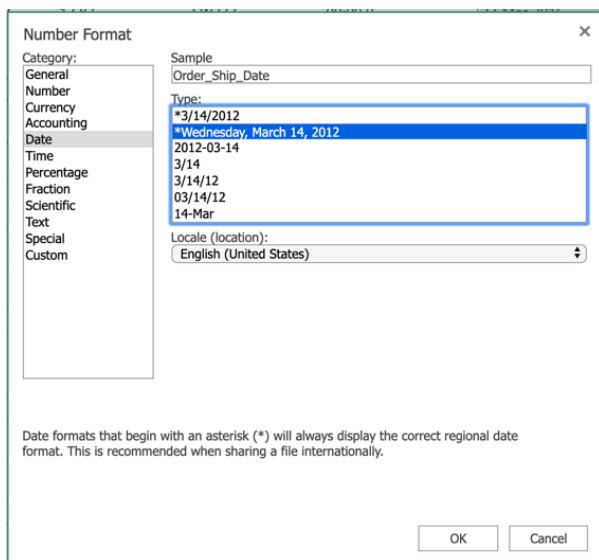 Number Format
Category:
General
Number
Currency
Accounting
Date
Time
Percentage
Fraction
Scientific
Text
Special
Custom
Sample
Order_Ship_Date
Type:
*3/14/2012
*Wednesday, March 14, 2012
2012-03-14
3/14
3/14/12
03/14/12
14-Mar
Locale (location):
English (United States)
Date formats that begin with an asterisk (*) will always display the correct regional date
format. This is recommended when sharing a file internationally.
OK
Cancel